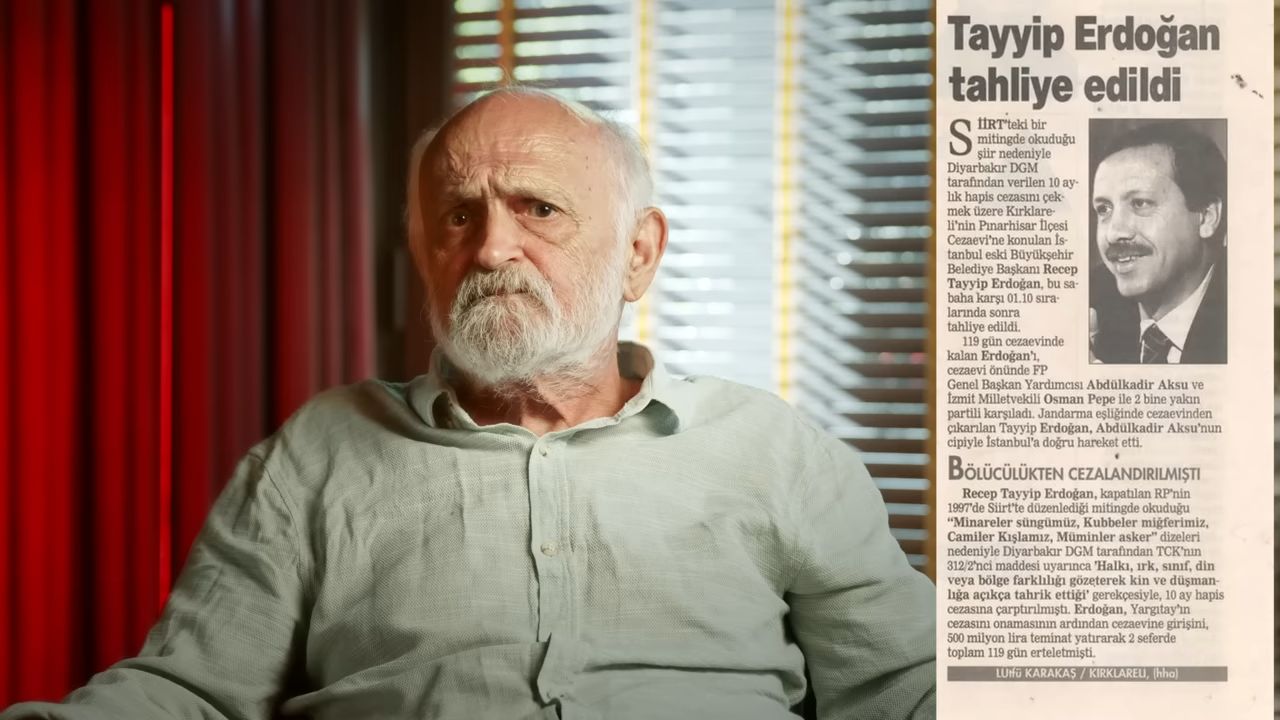 Tayyip Erdoğan
tahliye edildi
SİİRT'teki bir
mitingde okuduğu
şiir nedeniyle
Diyarbakır DGM
tarafından verilen 10 ay-
lık hapis cezasını çek-
mek üzere Kırklare-
li'nin Pınarhisar İlçesi
Cezaevi'ne konulan İs-
tanbul eski Büyükşehir
Belediye Başkanı Recep
Tayyip Erdoğan, bu sa-
baha karşı 01.10 sıra-
larında sonra
tahliye edildi.
119 gün cezaevinde
kalan Erdoğan'ı,
cezaevi önünde FP
Genel Başkan Yardımcısı Abdülkadir Aksu ve
İzmit Milletvekili Osman Pepe ile 2 bine yakın
partili karşıladı. Jandarma eşliğinde cezaevinden
çıkarılan Tayyip Erdoğan, Abdülkadir Aksu'nun
cipiyle İstanbul'a doğru hareket etti.
BÖLÜCÜLÜKTEN CEZALANDIRILMIŞTI
Recep Tayyip Erdoğan, kapatılan RP'nin
1997'de Siirt'te düzenlediği mitingde okuduğu
“Minareler süngümüz, Kubbeler miğferimiz,
Camiler Kışlamız, Müminler asker” dizeleri
nedeniyle Diyarbakır DGM tarafından TCK'nın
312/2'nci maddesi uyarınca 'Halkı, ırk, sınıf, din
veya bölge farklılığı gözeterek kin ve düşman-
lığa açıkça tahrik ettiği' gerekçesiyle, 10 ay hapis
cezasına çarptırılmıştı. Erdoğan, Yargıtay'ın
cezasını onamasının ardından cezaevine girişini,
500 milyon lira teminat yatırarak 2 seferde
toplam 119 gün erteletmişti.
Lütfü KARAKAŞ / KIRKLARELİ, (hha)